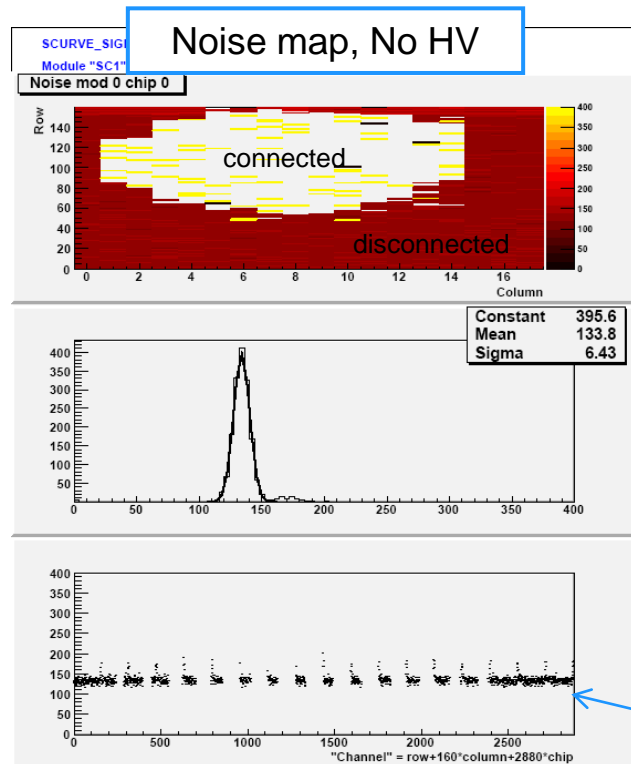 Noise map, No HV
SCURVE_SIG
Module "SC1"
Noise mod 0 chip 0
Row
140
120
100
80
60
40
20
0
connected
disconnected
400
350
300
250
200
150
100
50
0
0 2 4 6 8 10 12 14 16
Column
Constant 395.6
Mean 133.8
Sigma 6.43
400
350
300
250
200
150
100
50
0 50 100 150 200 250 300 350 400
400
350
300
250
200
150
100
50
0
0 500 1000 1500 2000 2500
"Channel" = row+160*column+2880*chip